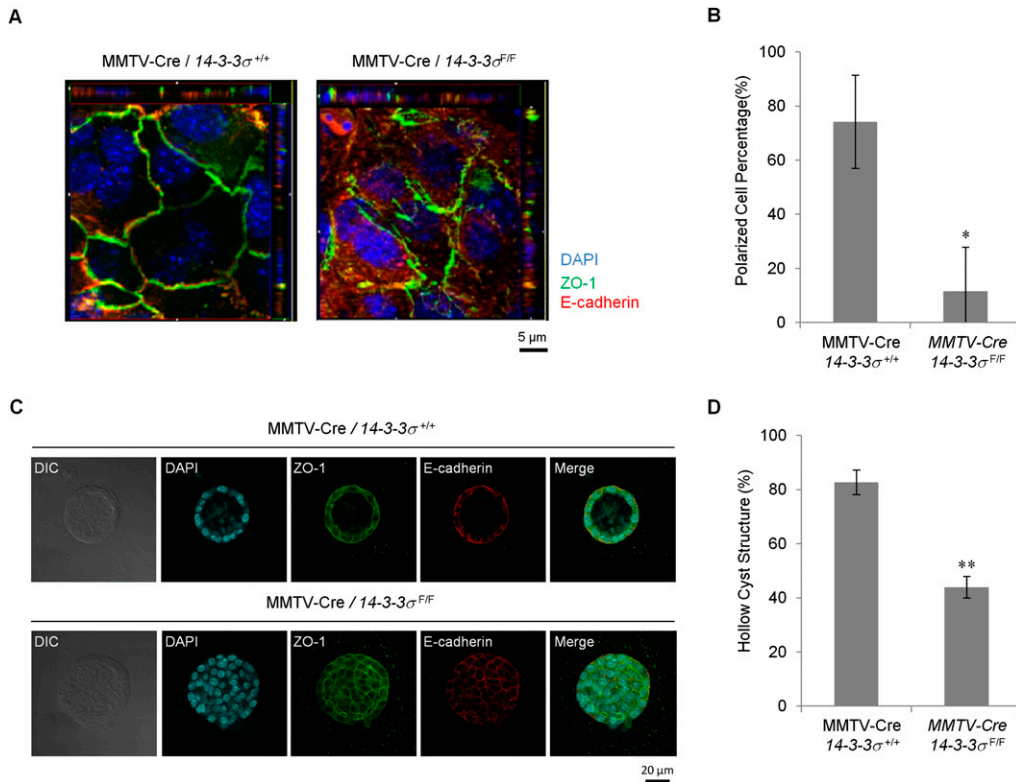 A
MMTV-Cre / 14-3-3σ+/+
MMTV-Cre / 14-3-3σF/F
DAPI
ZO-1
E-cadherin
5 µm
B
Polarized Cell Percentage(%)
100
80
60
40
20
0
*
MMTV-Cre
14-3-3σ+/+
MMTV-Cre
14-3-3σF/F
C
MMTV-Cre / 14-3-3σ+/+
DIC
DAPI
ZO-1
E-cadherin
Merge
MMTV-Cre / 14-3-3σF/F
DIC
DAPI
ZO-1
E-cadherin
Merge
20 µm
D
Hollow Cyst Structure (%)
100
80
60
40
20
0
**
MMTV-Cre
14-3-3σ+/+
MMTV-Cre
14-3-3σF/F